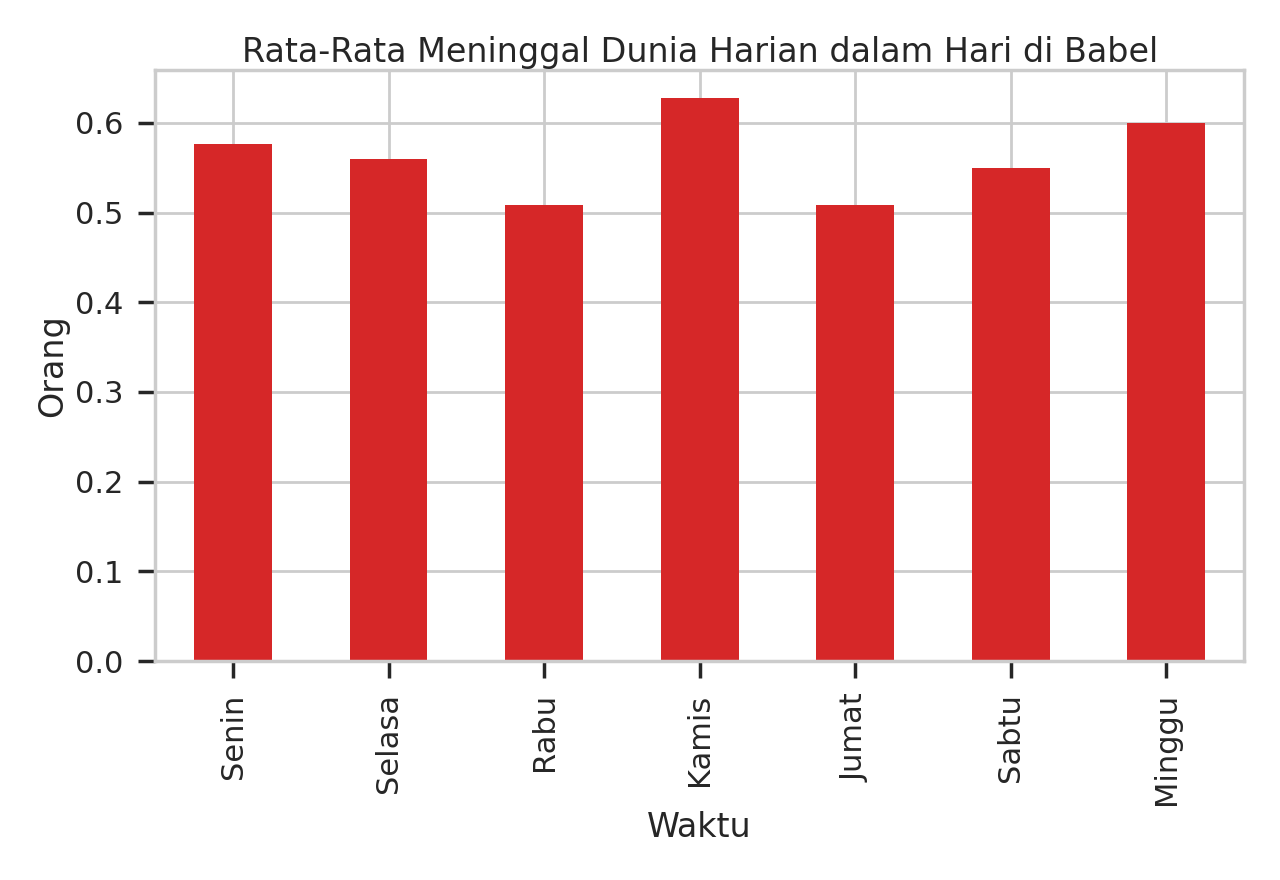 Rata-Rata Meninggal Dunia Harian dalam Hari di Babel
0.6
0.5
0.4
0.3
0.2
0.1
0.0
Orang
Senin
Selasa
Rabu
Kamis
Jumat
Sabtu
Minggu
Waktu